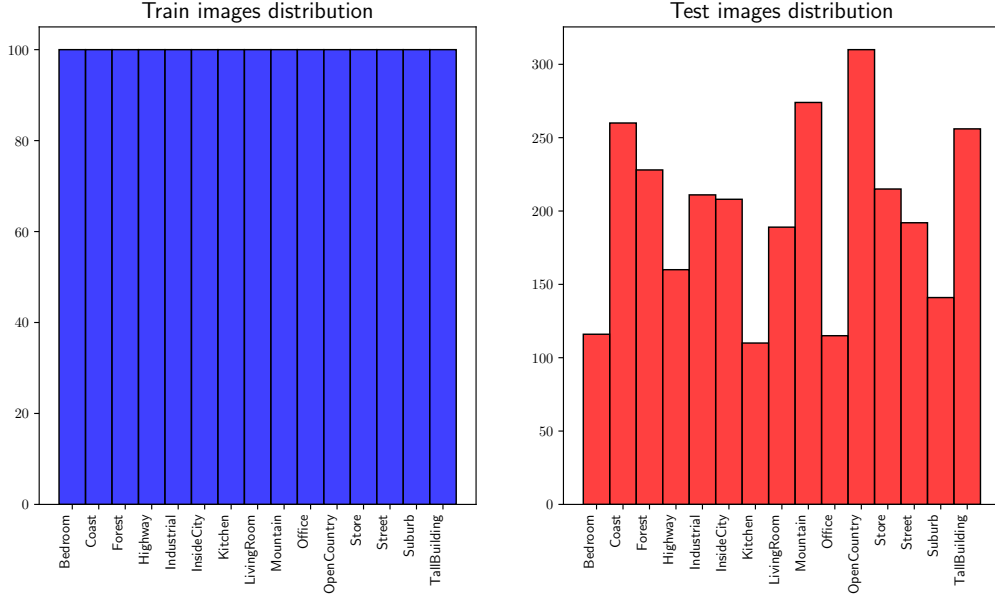 Train images distribution
100
80
60
40
20
0
Bedroom
Coast
Forest
Highway
Industrial
InsideCity
Kitchen
LivingRoom
Mountain
Office
OpenCountry
Store
Street
Suburb
TallBuilding
Test images distribution
300
250
200
150
100
50
0
Bedroom
Coast
Forest
Highway
Industrial
InsideCity
Kitchen
LivingRoom
Mountain
Office
OpenCountry
Store
Street
Suburb
TallBuilding